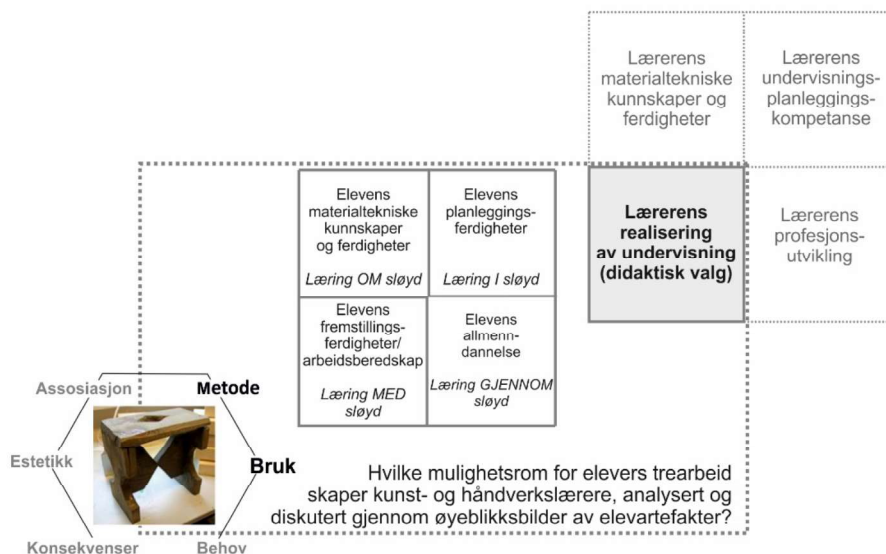 Lærerens
materialtekniske
kunnskaper og
ferdigheter
Lærerens
undervisnings-
planleggings-
kompetanse
Elevens
materialtekniske
kunnskaper
og ferdigheter
Læring OM sløyd
Elevens
planleggings-
ferdigheter
Læring I sløyd
Lærerens
realisering
av undervisning
(didaktisk valg)
Lærerens
profesjons-
utvikling
Elevens
fremstillings-
ferdigheter/
arbeidsberedskap
Læring MED
sløyd
Elevens
allmenn-
dannelse
Læring GJENNOM
sløyd
Assosiasjon
Metode
Estetikk
Bruk
Konsekvenser
Behov
Hvilke mulighetsrom for elevers trearbeid
skaper kunst- og håndverkslærere, analysert og
diskutert gjennom øyeblikksbilder av elevartefakter?